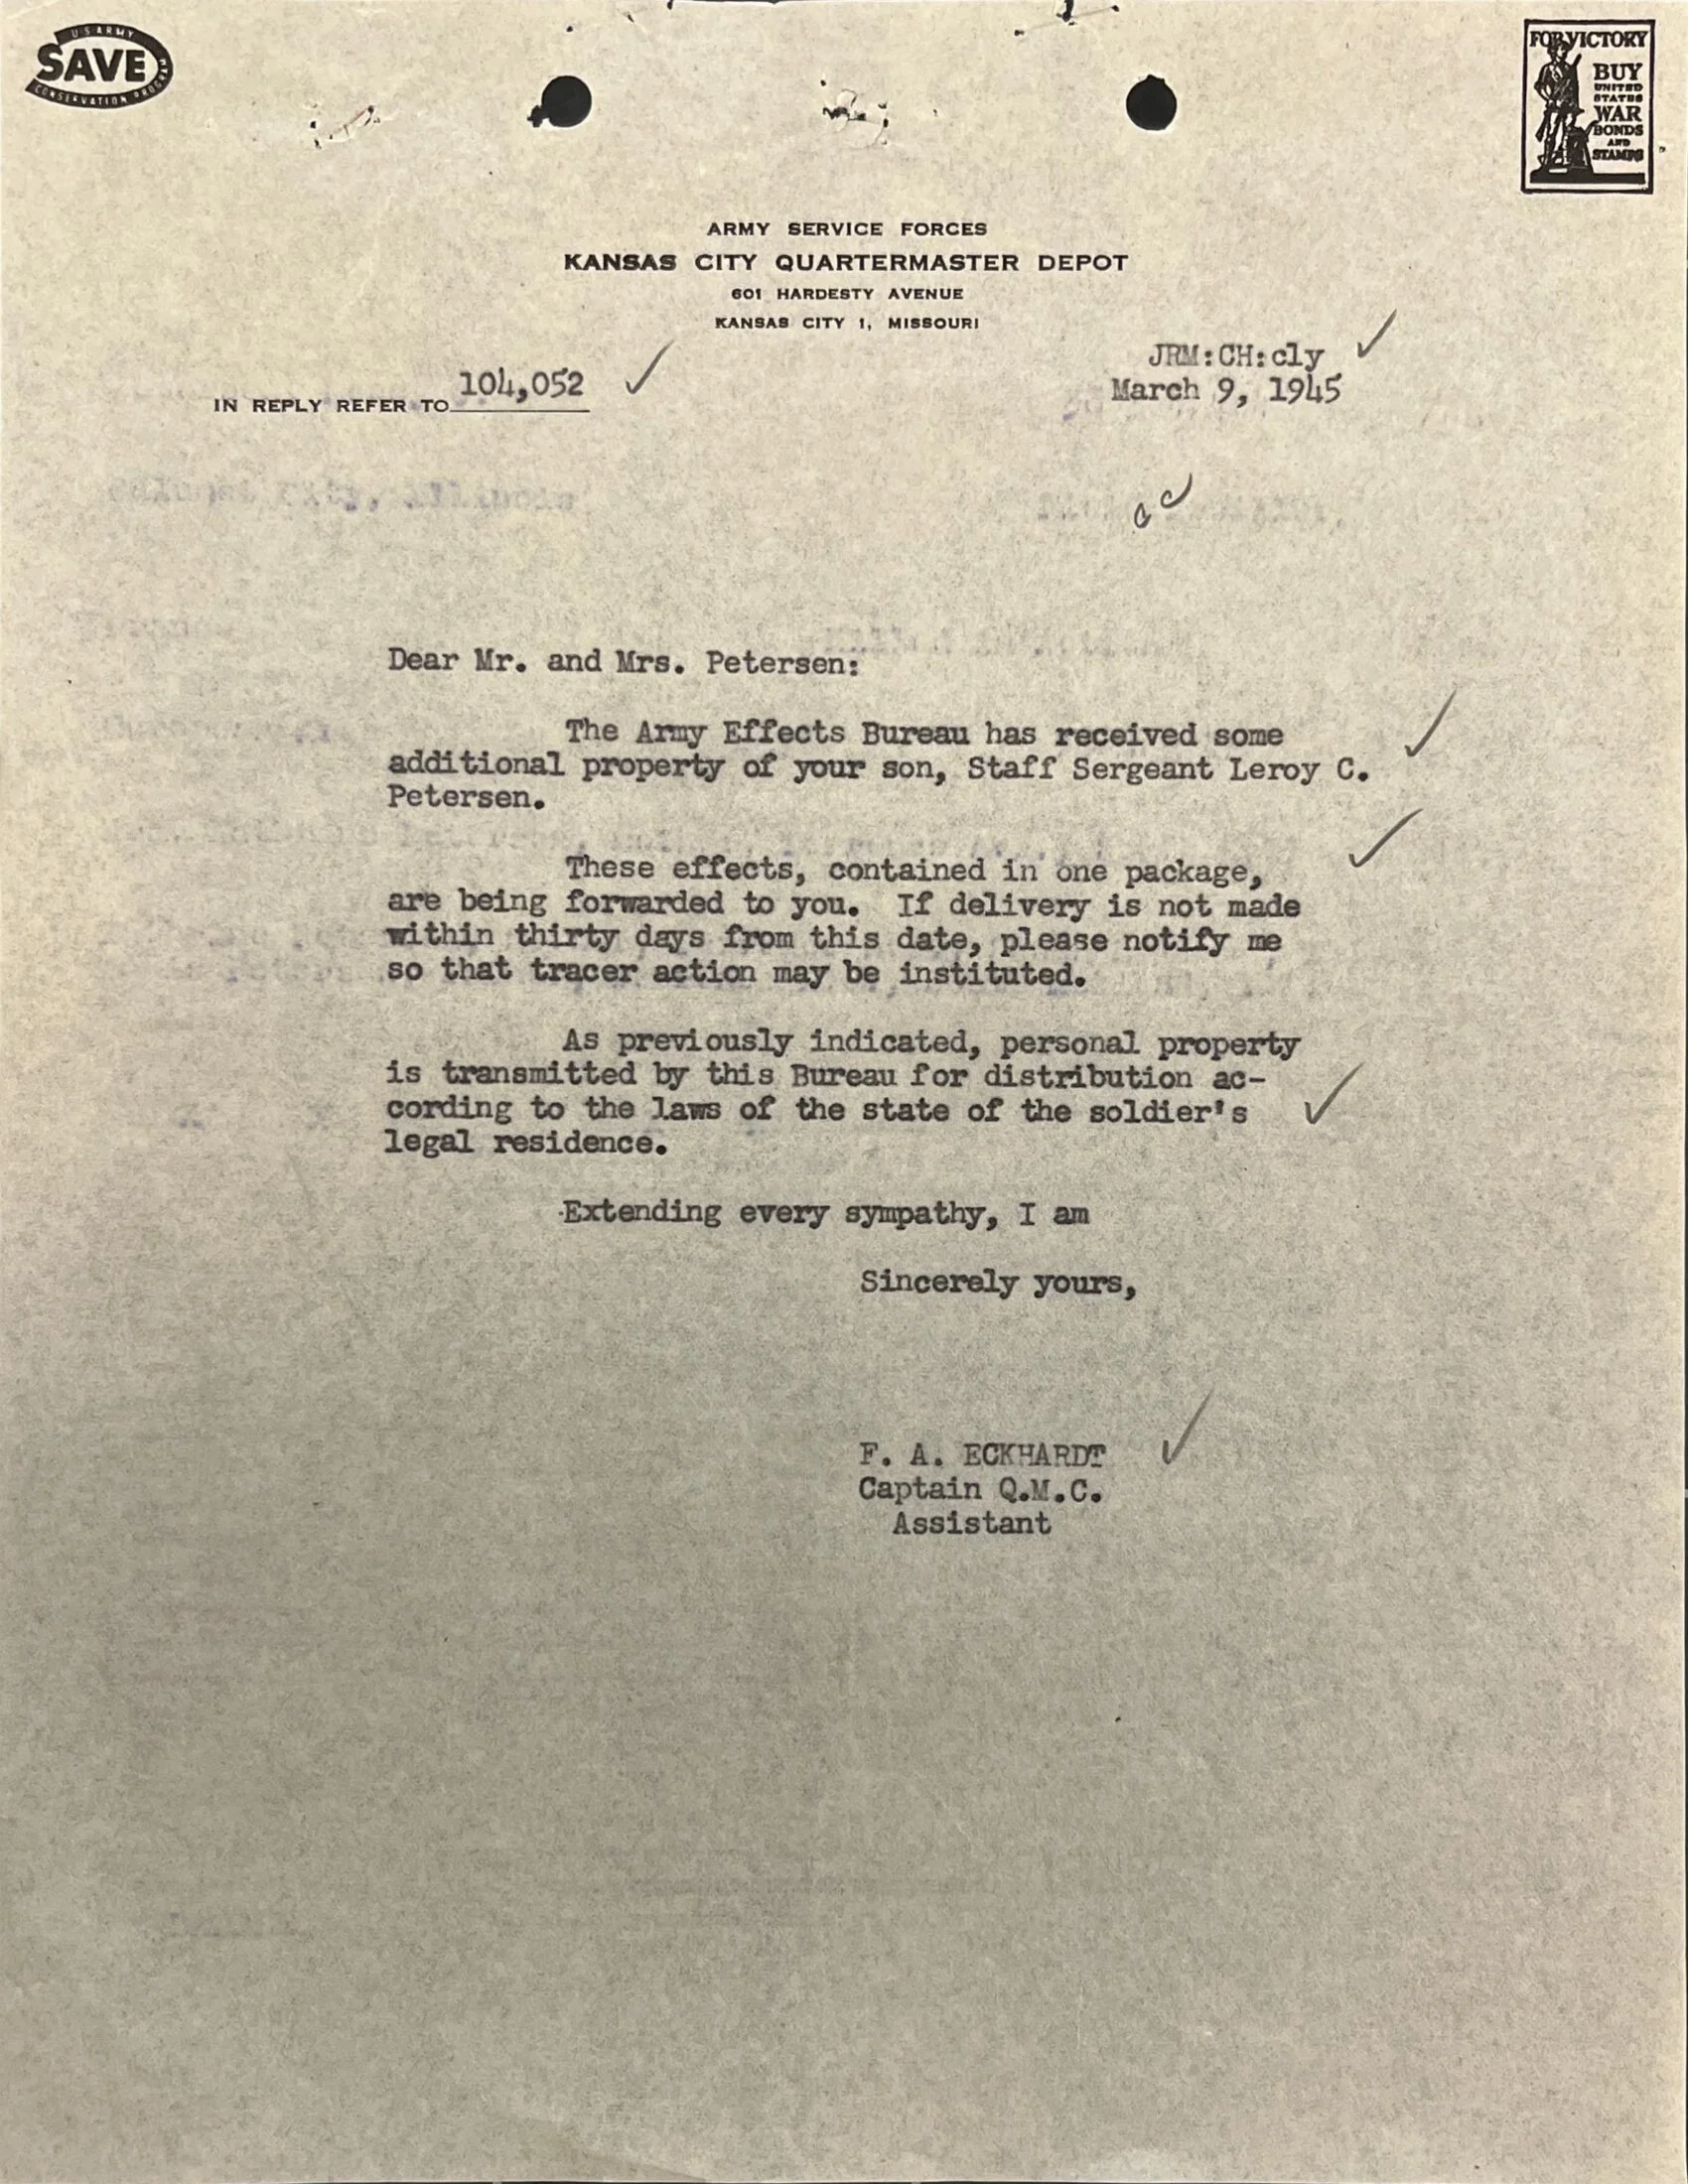 U.S. ARMY
SAVE
CONSERVATION PROGRAM
FOR VICTORY
BUY
UNITED
STATES
WAR
BONDS
AND
STAMPS
ARMY SERVICE FORCES
KANSAS CITY QUARTERMASTER DEPOT
601 HARDESTY AVENUE
KANSAS CITY 1, MISSOURI
JRM:CH:cly
IN REPLY REFER TO 104,052
March 9, 1945
Dear Mr. and Mrs. Petersen:
The Army Effects Bureau has received some
additional property of your son, Staff Sergeant Leroy C.
Petersen.
These effects, contained in one package,
are being forwarded to you. If delivery is not made
within thirty days from this date, please notify me
so that tracer action may be instituted.
As previously indicated, personal property
is transmitted by this Bureau for distribution ac-
cording to the laws of the state of the soldier's
legal residence.
Extending every sympathy, I am
Sincerely yours,
F. A. ECKHARDT
Captain Q.M.C.
Assistant